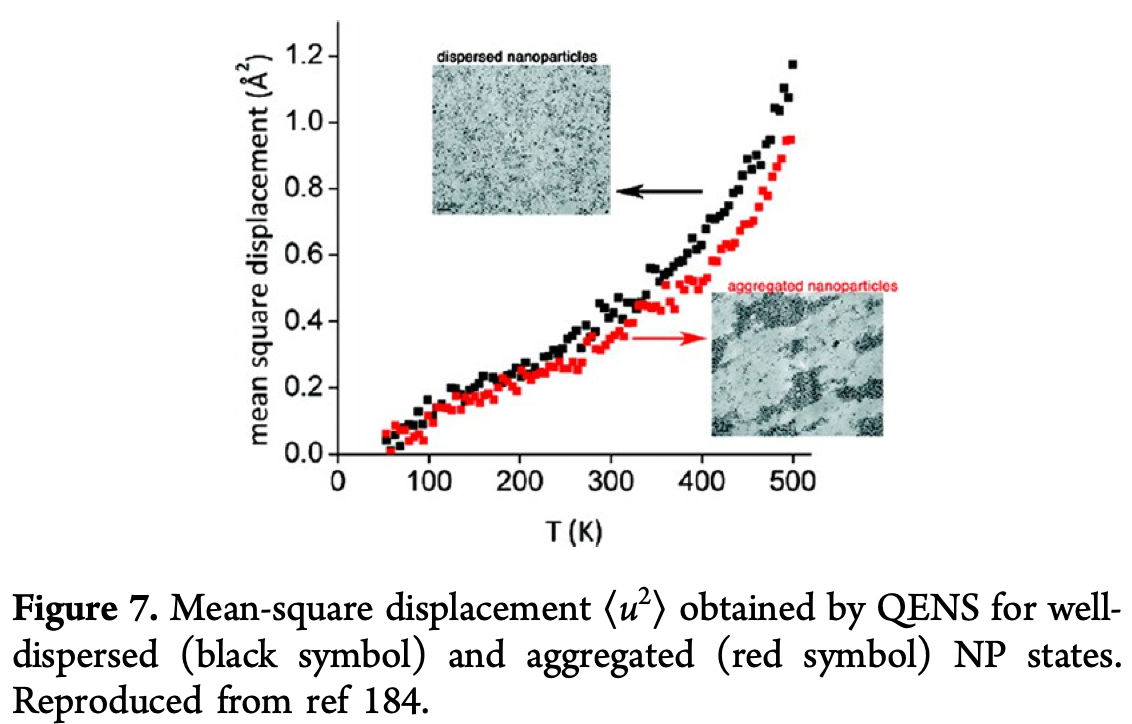 dispersed nanoparticles
aggregated nanoparticles
mean square displacement (Å²)
1.2
1.0
0.8
0.6
0.4
0.2
0.0
0 100 200 300 400 500
T (K)
Figure 7. Mean-square displacement ⟨u²⟩ obtained by QENS for well-
dispersed (black symbol) and aggregated (red symbol) NP states.
Reproduced from ref 184.